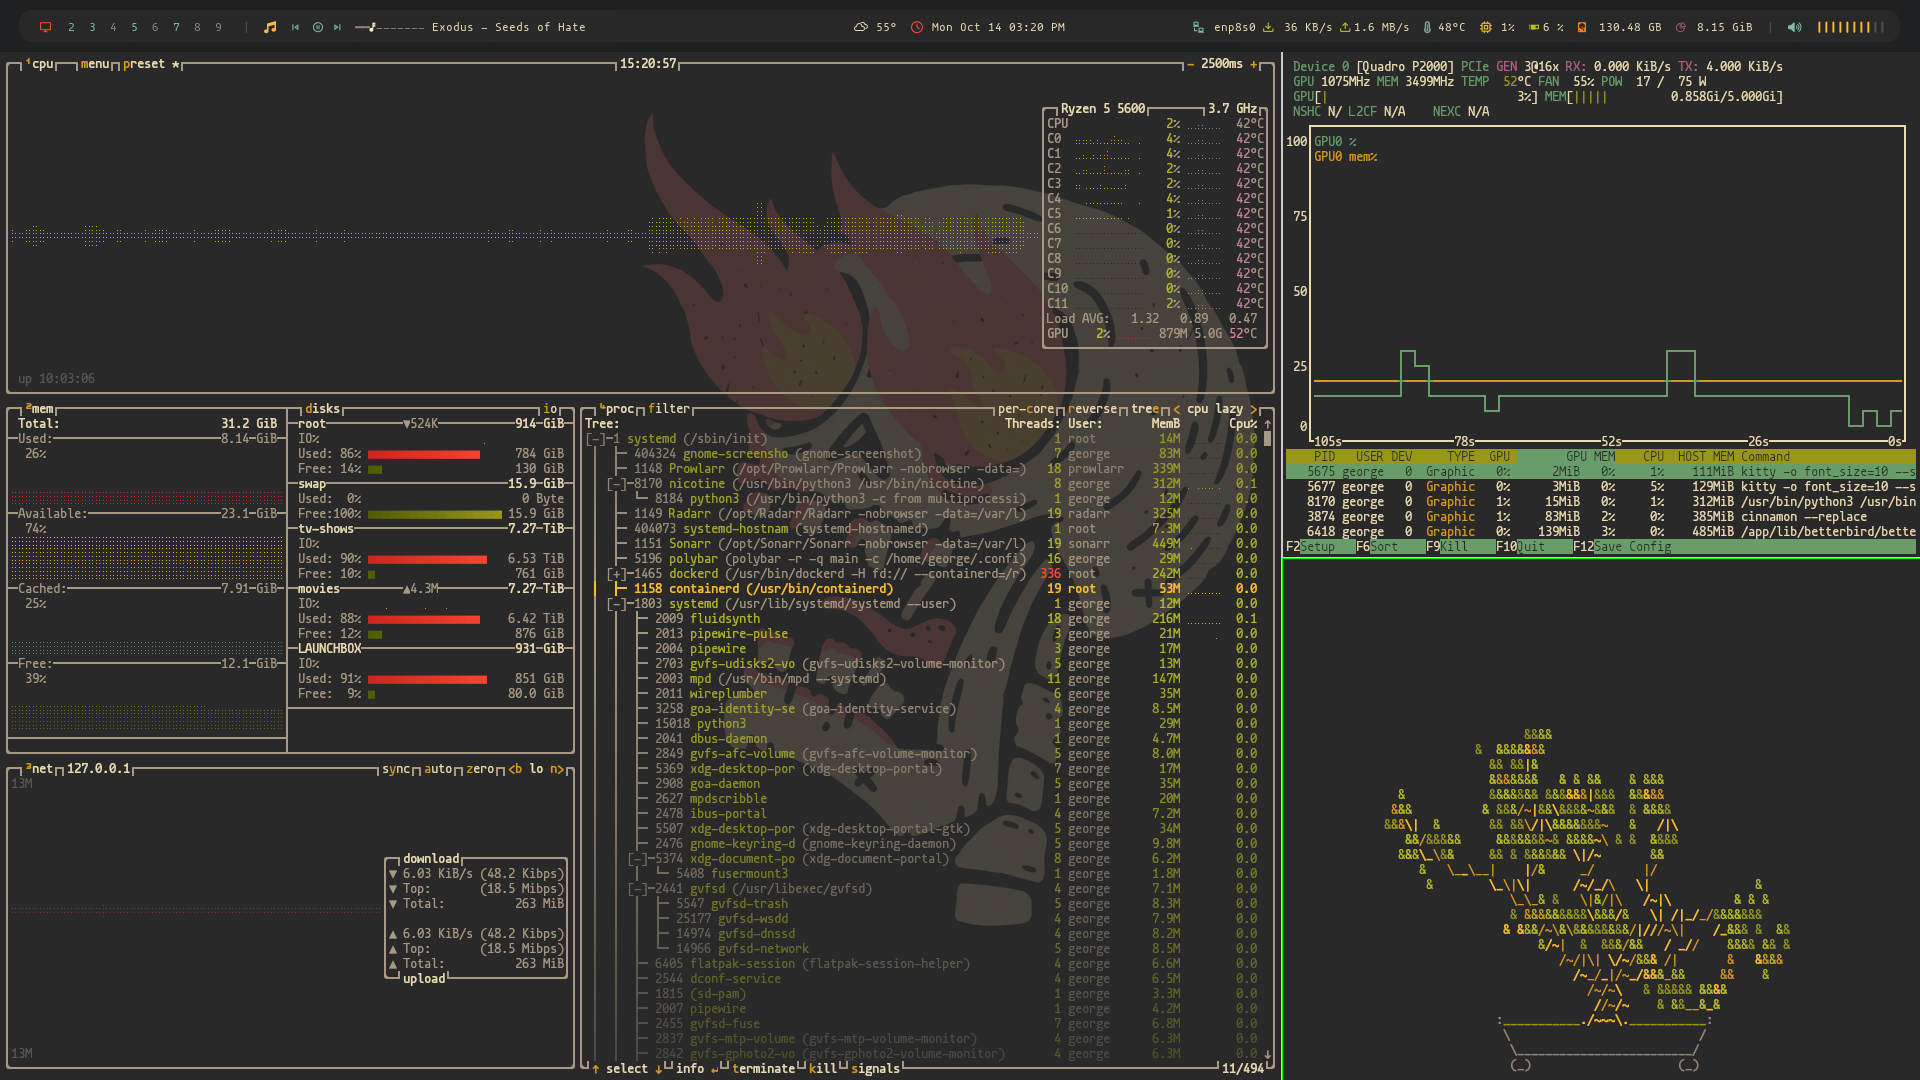 2 3 4 5 6 7 8 9 | Exodus – Seeds of Hate
55° Mon Oct 14 03:20 PM
enp8s0 36 KB/s 1.6 MB/s 48°C 1% 6 % 130.48 GB 8.15 GiB
¹cpu menu preset ★ 15:20:57 – 2500ms +
Ryzen 5 5600 3.7 GHz
CPU 2% 42°C
C0 4% 42°C
C1 4% 42°C
C2 2% 42°C
C3 2% 42°C
C4 4% 42°C
C5 1% 42°C
C6 0% 42°C
C7 0% 42°C
C8 0% 42°C
C9 0% 42°C
C10 0% 42°C
C11 2% 42°C
Load AVG: 1.32 0.89 0.47
GPU 2% 879M 5.0G 52°C
up 10:03:06
²mem
Total: 31.2 GiB
Used: 8.14-GiB
26%
Available: 23.1-GiB
74%
Cached: 7.91-GiB
25%
Free: 12.1-GiB
39%
disks io
root ▼524K 914 GiB
IO%
Used: 86% 784 GiB
Free: 14% 130 GiB
swap 15.9-GiB
Used: 0% 0 Byte
Free:100% 15.9 GiB
tv-shows 7.27-TiB
IO%
Used: 90% 6.53 TiB
Free: 10% 761 GiB
movies ▲4.3M 7.27-TiB
IO%
Used: 88% 6.42 TiB
Free: 12% 876 GiB
LAUNCHBOX 931-GiB
IO%
Used: 91% 851 GiB
Free: 9% 80.0 GiB
³net 127.0.0.1 sync auto zero <b lo n>
13M
download
▼ 6.03 KiB/s (48.2 Kibps)
▼ Top: (18.5 Mibps)
▼ Total: 263 MiB
▲ 6.03 KiB/s (48.2 Kibps)
▲ Top: (18.5 Mibps)
▲ Total: 263 MiB
upload
13M
⁴proc filter per-core reverse tree < cpu lazy >
Tree: Threads: User: MemB Cpu% ↑
[-]-1 systemd (/sbin/init) 1 root 14M 0.0
404324 gnome-screensho (gnome-screenshot) 7 george 83M 0.0
1148 Prowlarr (/opt/Prowlarr/Prowlarr –nobrowser –data=) 18 prowlarr 339M 0.0
[-]-8170 nicotine (/usr/bin/python3 /usr/bin/nicotine) 8 george 312M 0.1
8184 python3 (/usr/bin/python3 –c from multiprocessi) 1 george 12M 0.0
1149 Radarr (/opt/Radarr/Radarr –nobrowser –data=/var/l) 19 radarr 325M 0.0
404073 systemd-hostnam (systemd-hostnamed) 1 root 7.3M 0.0
1151 Sonarr (/opt/Sonarr/Sonarr –nobrowser –data=/var/l) 19 sonarr 449M 0.0
5196 polybar (polybar –r –q main –c /home/george/.confi) 16 george 29M 0.0
[+]-1465 dockerd (/usr/bin/dockerd –H fd:// ––containerd=/r) 336 root 242M 0.0
1158 containerd (/usr/bin/containerd) 19 root 53M 0.0
[-]-1803 systemd (/usr/lib/systemd/systemd ––user) 1 george 12M 0.0
2009 fluidsynth 18 george 216M 0.1
2013 pipewire-pulse 3 george 21M 0.0
2004 pipewire 3 george 17M 0.0
2703 gvfs-udisks2-vo (gvfs-udisks2-volume-monitor) 5 george 13M 0.0
2003 mpd (/usr/bin/mpd ––systemd) 11 george 147M 0.0
2011 wireplumber 6 george 35M 0.0
3258 goa-identity-se (goa-identity-service) 4 george 8.5M 0.0
15018 python3 1 george 29M 0.0
2041 dbus-daemon 1 george 4.7M 0.0
2849 gvfs-afc-volume (gvfs-afc-volume-monitor) 5 george 8.0M 0.0
5369 xdg-desktop-por (xdg-desktop-portal) 7 george 17M 0.0
2908 goa-daemon 5 george 35M 0.0
2627 mpdscribble 1 george 20M 0.0
2478 ibus-portal 4 george 7.2M 0.0
5507 xdg-desktop-por (xdg-desktop-portal-gtk) 5 george 34M 0.0
2476 gnome-keyring-d (gnome-keyring-daemon) 5 george 9.8M 0.0
[-]-5374 xdg-document-po (xdg-document-portal) 8 george 6.2M 0.0
5408 fusermount3 1 george 1.8M 0.0
[-]-2441 gvfsd (/usr/libexec/gvfsd) 4 george 7.1M 0.0
5547 gvfsd-trash 5 george 8.3M 0.0
25177 gvfsd-wsdd 4 george 7.9M 0.0
14974 gvfsd-dnssd 4 george 8.2M 0.0
14966 gvfsd-network 5 george 8.5M 0.0
6405 flatpak-session (flatpak-session-helper) 4 george 6.6M 0.0
2544 dconf-service 4 george 6.5M 0.0
1815 (sd-pam) 1 george 3.3M 0.0
2007 pipewire 1 george 4.2M 0.0
2455 gvfsd-fuse 7 george 6.8M 0.0
2837 gvfs-mtp-volume (gvfs-mtp-volume-monitor) 4 george 6.3M 0.0
2842 gvfs-gphoto2-vo (gvfs-gphoto2-volume-monitor) 4 george 6.3M 0.0 ↓
↑ select ↓ info ↵ terminate kill signals 11/494
Device 0 [Quadro P2000] PCIe GEN 3@16x RX: 0.000 KiB/s TX: 4.000 KiB/s
GPU 1075MHz MEM 3499MHz TEMP 52°C FAN 55% POW 17 / 75 W
GPU[| 3%] MEM[||||| 0.858Gi/5.000Gi]
NSHC N/ L2CF N/A NEXC N/A
100 GPU0 %
GPU0 mem%
75
50
25
0
105s 78s 52s 26s 0s
PID USER DEV TYPE GPU GPU MEM CPU HOST MEM Command
5675 george 0 Graphic 0% 2MiB 0% 1% 111MiB kitty –o font_size=10 ––s
5677 george 0 Graphic 0% 3MiB 0% 5% 129MiB kitty –o font_size=10 ––s
8170 george 0 Graphic 1% 15MiB 0% 1% 312MiB /usr/bin/python3 /usr/bin
3874 george 0 Graphic 1% 83MiB 2% 0% 385MiB cinnamon ––replace
6418 george 0 Graphic 0% 139MiB 3% 0% 485MiB /app/lib/betterbird/bette
F2Setup F6Sort F9Kill F10Quit F12Save Config